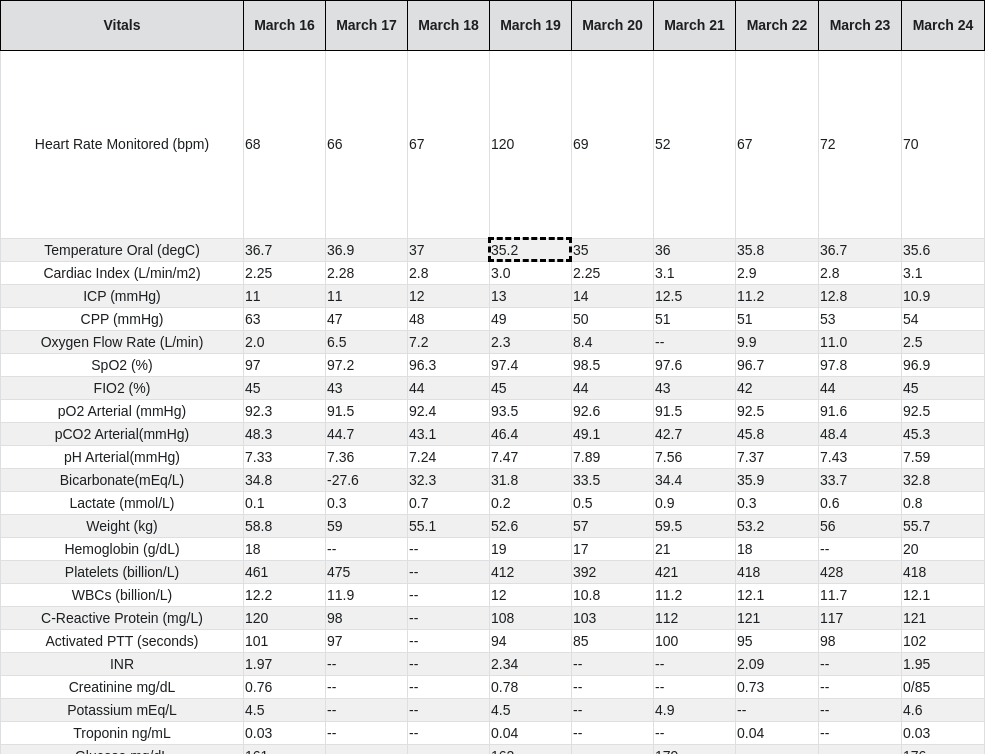 Vitals March 16 March 17 March 18 March 19 March 20 March 21 March 22 March 23 March 24
Heart Rate Monitored (bpm) 68 66 67 120 69 52 67 72 70
Temperature Oral (degC) 36.7 36.9 37 35.2 35 36 35.8 36.7 35.6
Cardiac Index (L/min/m2) 2.25 2.28 2.8 3.0 2.25 3.1 2.9 2.8 3.1
ICP (mmHg) 11 11 12 13 14 12.5 11.2 12.8 10.9
CPP (mmHg) 63 47 48 49 50 51 51 53 54
Oxygen Flow Rate (L/min) 2.0 6.5 7.2 2.3 8.4 -- 9.9 11.0 2.5
SpO2 (%) 97 97.2 96.3 97.4 98.5 97.6 96.7 97.8 96.9
FIO2 (%) 45 43 44 45 44 43 42 44 45
pO2 Arterial (mmHg) 92.3 91.5 92.4 93.5 92.6 91.5 92.5 91.6 92.5
pCO2 Arterial(mmHg) 48.3 44.7 43.1 46.4 49.1 42.7 45.8 48.4 45.3
pH Arterial(mmHg) 7.33 7.36 7.24 7.47 7.89 7.56 7.37 7.43 7.59
Bicarbonate(mEq/L) 34.8 -27.6 32.3 31.8 33.5 34.4 35.9 33.7 32.8
Lactate (mmol/L) 0.1 0.3 0.7 0.2 0.5 0.9 0.3 0.6 0.8
Weight (kg) 58.8 59 55.1 52.6 57 59.5 53.2 56 55.7
Hemoglobin (g/dL) 18 -- -- 19 17 21 18 -- 20
Platelets (billion/L) 461 475 -- 412 392 421 418 428 418
WBCs (billion/L) 12.2 11.9 -- 12 10.8 11.2 12.1 11.7 12.1
C-Reactive Protein (mg/L) 120 98 -- 108 103 112 121 117 121
Activated PTT (seconds) 101 97 -- 94 85 100 95 98 102
INR 1.97 -- -- 2.34 -- -- 2.09 -- 1.95
Creatinine mg/dL 0.76 -- -- 0.78 -- -- 0.73 -- 0/85
Potassium mEq/L 4.5 -- -- 4.5 -- 4.9 -- -- 4.6
Troponin ng/mL 0.03 -- -- 0.04 -- -- 0.04 -- 0.03
Glucose mg/dL 161